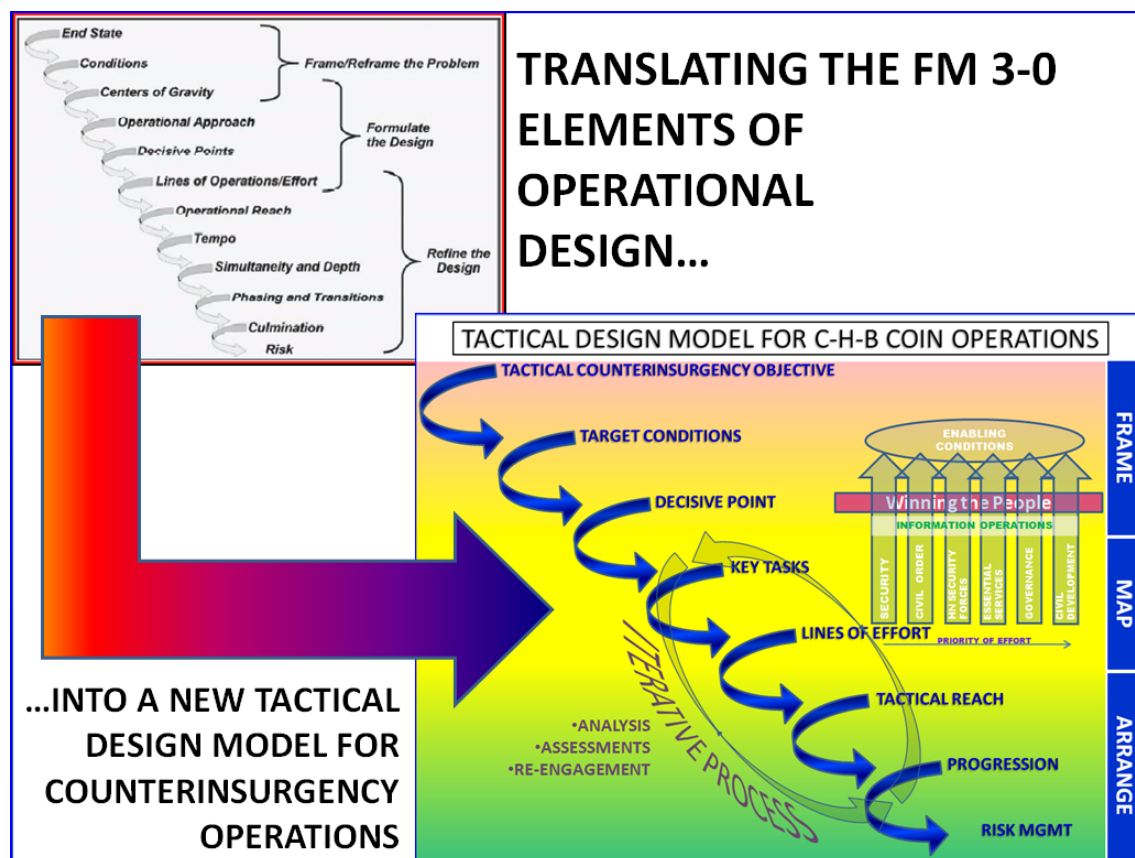 End State
Conditions
Centers of Gravity
Operational Approach
Decisive Points
Lines of Operations/Effort
Operational Reach
Tempo
Simultaneity and Depth
Phasing and Transitions
Culmination
Risk
Frame/Reframe the Problem
Formulate
the Design
Refine the
Design
TRANSLATING THE FM 3-0
ELEMENTS OF
OPERATIONAL
DESIGN...
TACTICAL DESIGN MODEL FOR C-H-B COIN OPERATIONS
TACTICAL COUNTERINSURGENCY OBJECTIVE
TARGET CONDITIONS
DECISIVE POINT
KEY TASKS
LINES OF EFFORT
TACTICAL REACH
PROGRESSION
RISK MGMT
ENABLING
CONDITIONS
Winning the People
INFORMATION OPERATIONS
SECURITY
CIVIL ORDER
HN SECURITY
FORCES
ESSENTIAL
SERVICES
GOVERNANCE
CIVIL
DEVELOPMENT
PRIORITY OF EFFORT
ITERATIVE PROCESS
•ANALYSIS
•ASSESSMENTS
•RE-ENGAGEMENT
FRAME
MAP
ARRANGE
...INTO A NEW TACTICAL
DESIGN MODEL FOR
COUNTERINSURGENCY
OPERATIONS